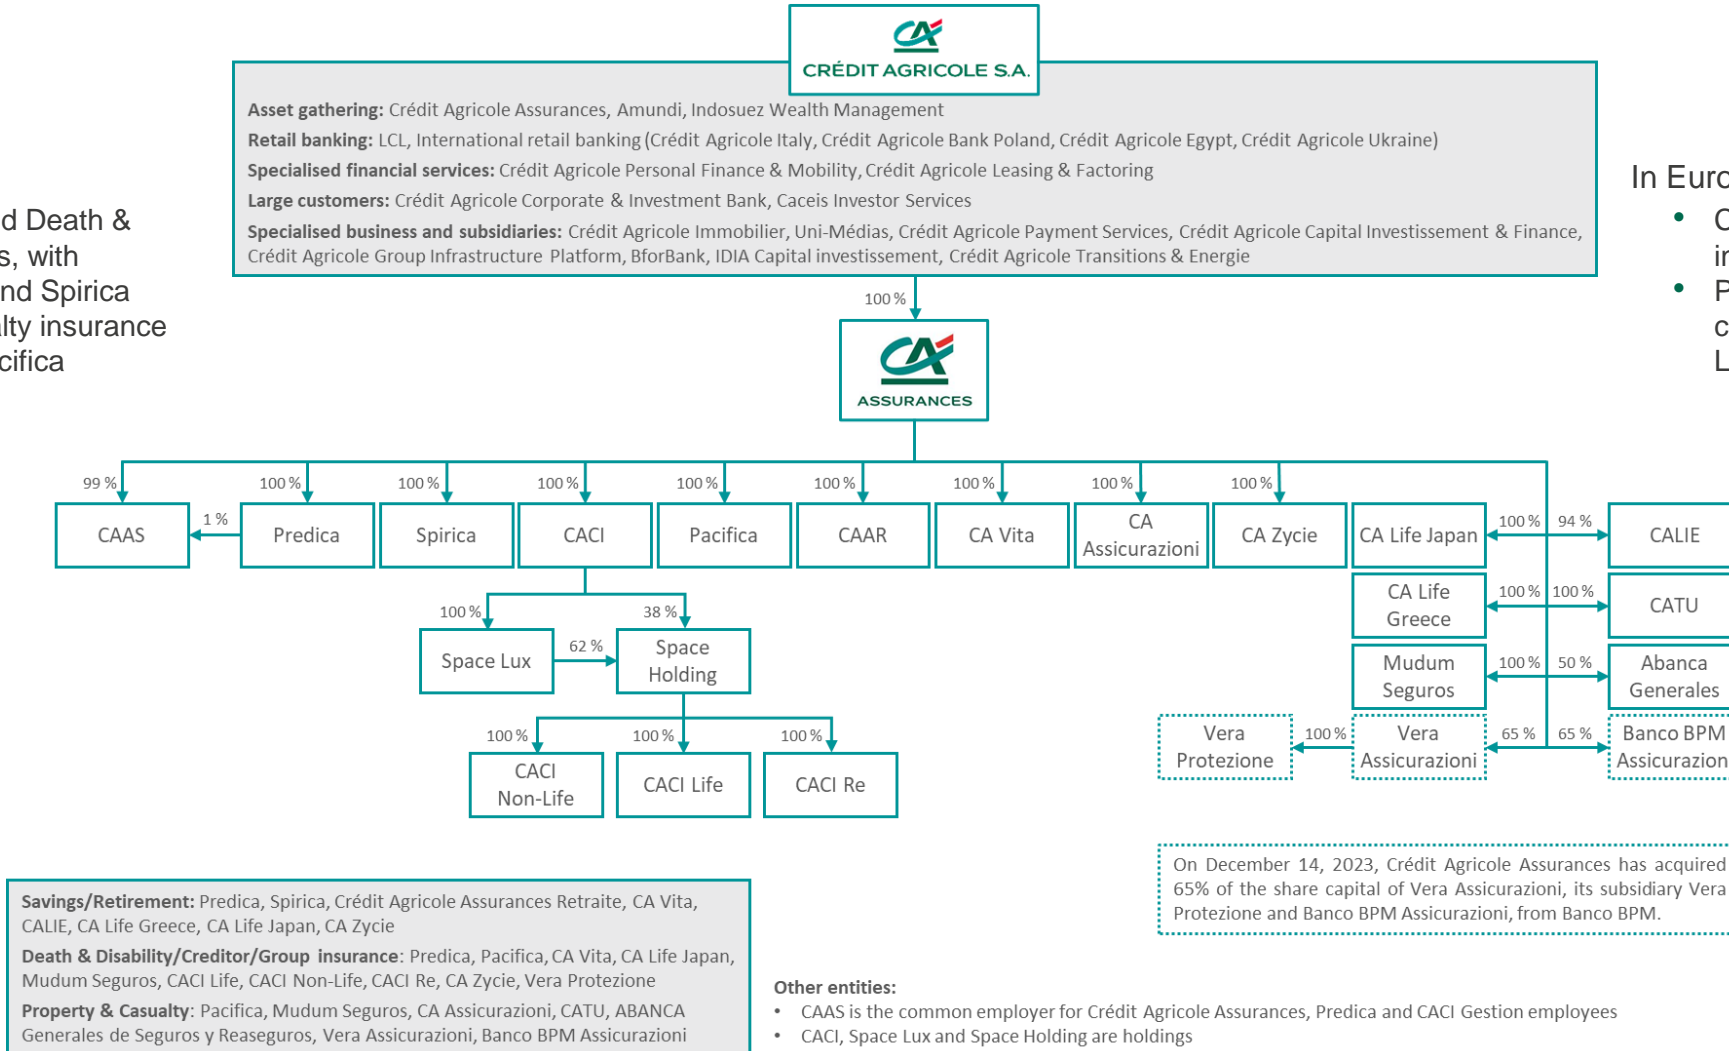 CRÉDIT AGRICOLE S.A.
Asset gathering: Crédit Agricole Assurances, Amundi, Indosuez Wealth Management
Retail banking: LCL, International retail banking (Crédit Agricole Italy, Crédit Agricole Bank Poland, Crédit Agricole Egypt, Crédit Agricole Ukraine)
Specialised financial services: Crédit Agricole Personal Finance & Mobility, Crédit Agricole Leasing & Factoring
Large customers: Crédit Agricole Corporate & Investment Bank, Caceis Investor Services
Specialised business and subsidiaries: Crédit Agricole Immobilier, Uni-Médias, Crédit Agricole Payment Services, Crédit Agricole Capital Investissement & Finance,
Crédit Agricole Group Infrastructure Platform, BforBank, IDIA Capital investissement, Crédit Agricole Transitions & Energie
d Death &
s, with
nd Spirica
alty insurance
cifica
In Euro
• C
in
• P
c
L
100 %
ASSURANCES
99 %
100 %
100 %
100 %
100 %
100 %
100 %
100 %
100 %
CAAS
1 %
Predica
Spirica
CACI
Pacifica
CAAR
CA Vita
CA
Assicurazioni
CA Zycie
CA Life Japan
100 %
94 %
CALIE
CA Life
Greece
100 %
100 %
CATU
Mudum
Seguros
100 %
50 %
Abanca
Generales
Vera
Protezione
100 %
Vera
Assicurazioni
65 %
65 %
Banco BPM
Assicurazion
100 %
38 %
Space Lux
62 %
Space
Holding
100 %
100 %
100 %
CACI
Non-Life
CACI Life
CACI Re
On December 14, 2023, Crédit Agricole Assurances has acquired
65% of the share capital of Vera Assicurazioni, its subsidiary Vera
Protezione and Banco BPM Assicurazioni, from Banco BPM.
Savings/Retirement: Predica, Spirica, Crédit Agricole Assurances Retraite, CA Vita,
CALIE, CA Life Greece, CA Life Japan, CA Zycie
Death & Disability/Creditor/Group insurance: Predica, Pacifica, CA Vita, CA Life Japan,
Mudum Seguros, CACI Life, CACI Non-Life, CACI Re, CA Zycie, Vera Protezione
Property & Casualty: Pacifica, Mudum Seguros, CA Assicurazioni, CATU, ABANCA
Generales de Seguros y Reaseguros, Vera Assicurazioni, Banco BPM Assicurazioni
Other entities:
• CAAS is the common employer for Crédit Agricole Assurances, Predica and CACI Gestion employees
• CACI, Space Lux and Space Holding are holdings